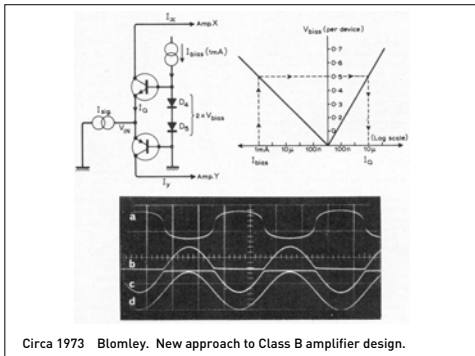 Ix
Amp.X
Ibias (1mA)
IQ
D4
D5
2 × Vbias
Isig
VIN
Iy
Amp.Y
Vbias (per device)
0·7
0·6
0·5
0·4
0·3
0·2
0·1
(Log scale)
1mA 10μ 100n 100n 10μ
Ibias
IQ
a
b
c
d
Circa 1973 Blomley. New approach to Class B amplifier design.